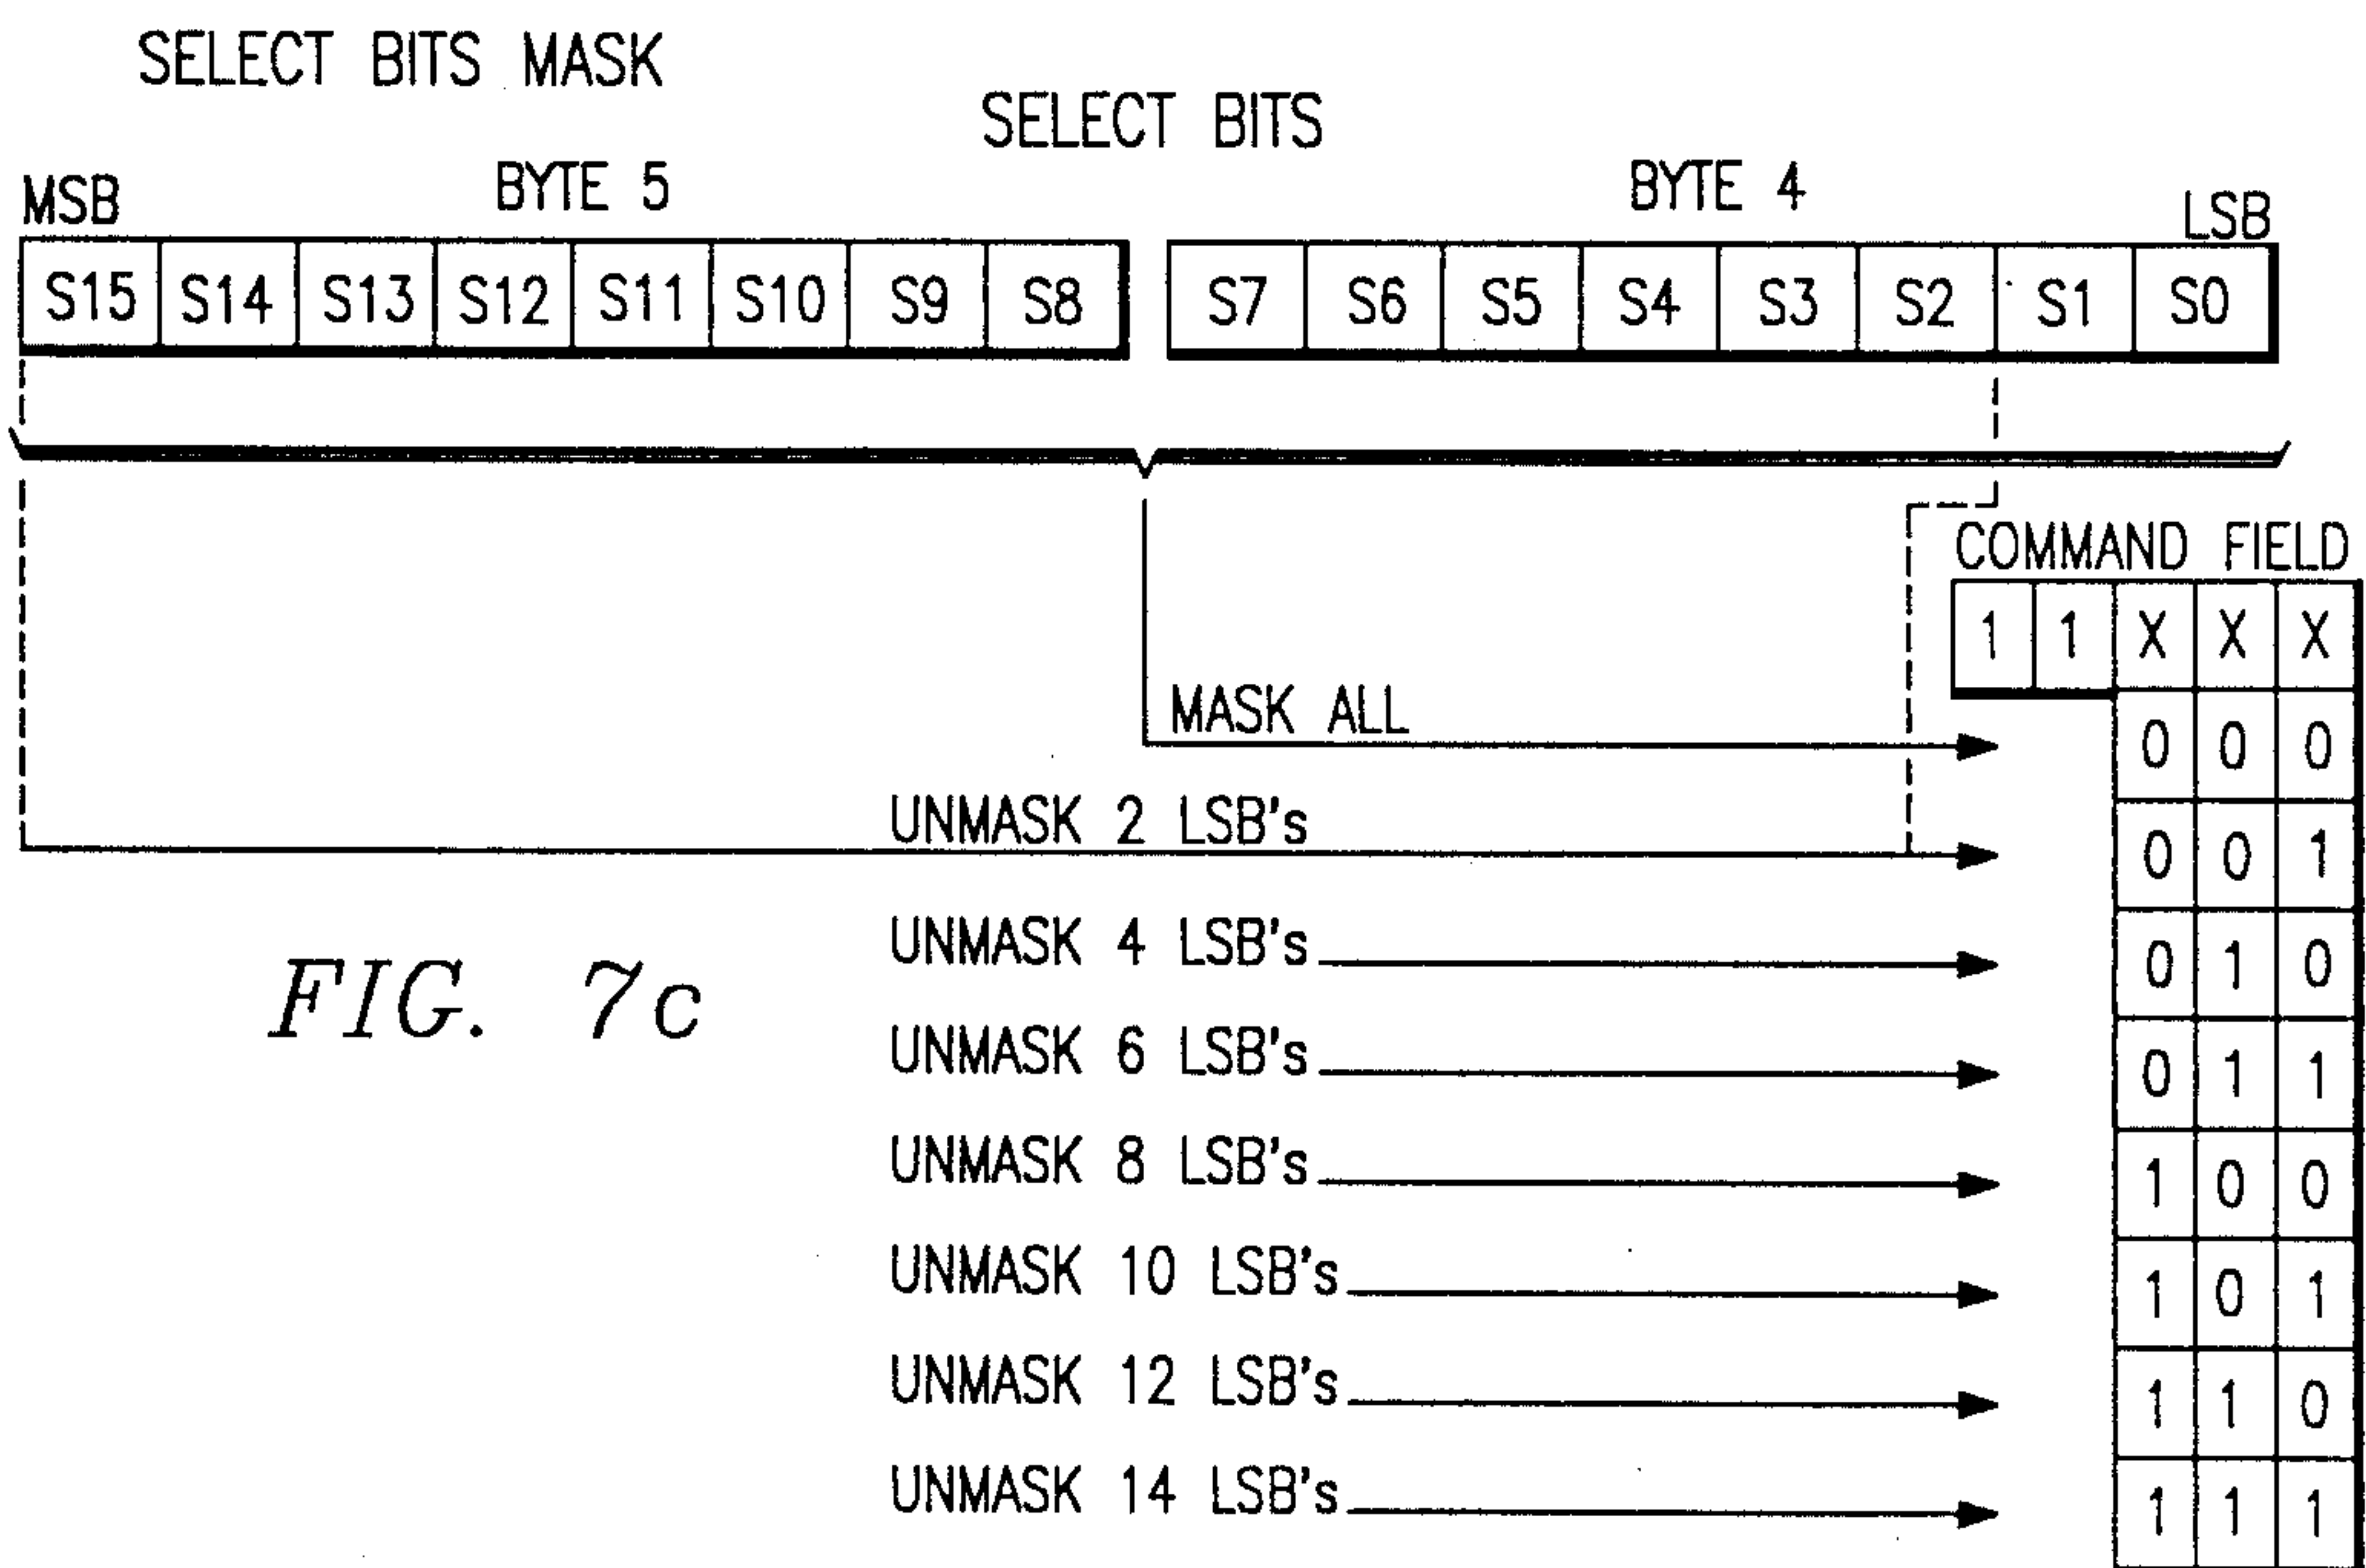 SELECT BITS MASK
SELECT BITS
MSB BYTE 5 BYTE 4 LSB
S15 S14 S13 S12 S11 S10 S9 S8 S7 S6 S5 S4 S3 S2 S1 S0
COMMAND FIELD
1 1 X X X
MASK ALL 0 0 0
UNMASK 2 LSB's 0 0 1
UNMASK 4 LSB's 0 1 0
UNMASK 6 LSB's 0 1 1
UNMASK 8 LSB's 1 0 0
UNMASK 10 LSB's 1 0 1
UNMASK 12 LSB's 1 1 0
UNMASK 14 LSB's 1 1 1
FIG. 7c